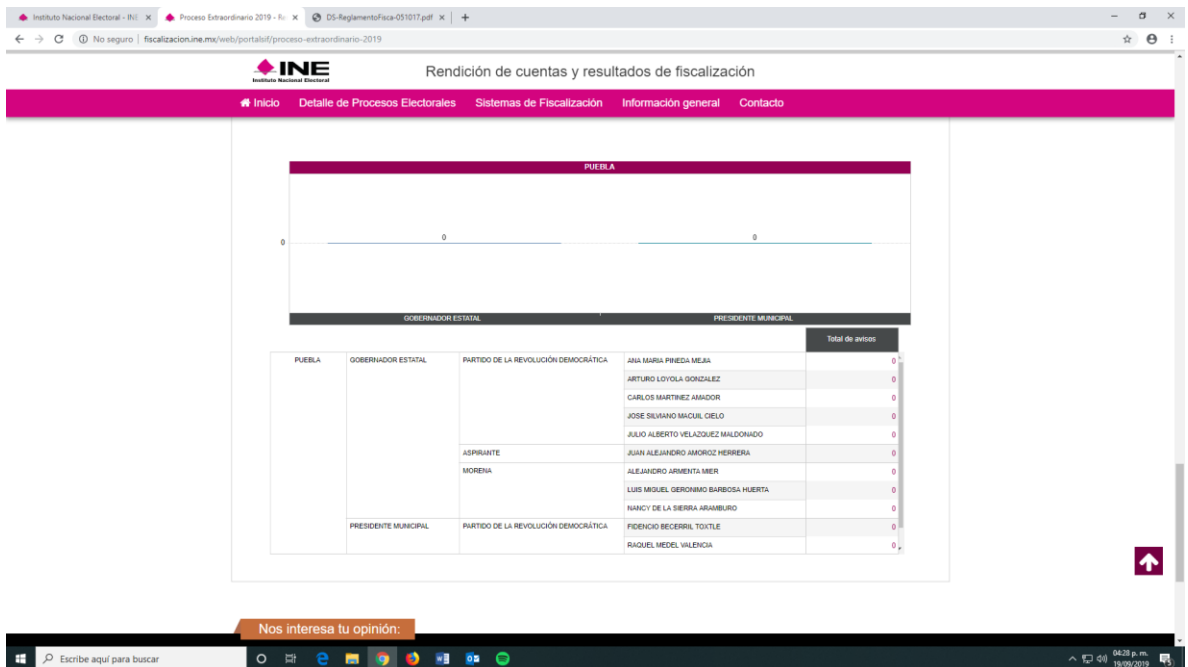 Instituto Nacional Electoral - INE
Proceso Extraordinario 2019 - Re
DS-ReglamentoFisca-051017.pdf
No seguro | fiscalizacion.ine.mx/web/portalsif/proceso-extraordinario-2019
INE
Instituto Nacional Electoral
Rendición de cuentas y resultados de fiscalización
Inicio Detalle de Procesos Electorales Sistemas de Fiscalización Información general Contacto
PUEBLA
0 0 0
GOBERNADOR ESTATAL PRESIDENTE MUNICIPAL
Total de avisos
PUEBLA GOBERNADOR ESTATAL PARTIDO DE LA REVOLUCIÓN DEMOCRÁTICA ANA MARIA PINEDA MEJIA 0
ARTURO LOYOLA GONZALEZ 0
CARLOS MARTINEZ AMADOR 0
JOSE SILVIANO MACUIL CIELO 0
JULIO ALBERTO VELAZQUEZ MALDONADO 0
ASPIRANTE JUAN ALEJANDRO AMOROZ HERRERA 0
MORENA ALEJANDRO ARMENTA MIER 0
LUIS MIGUEL GERONIMO BARBOSA HUERTA 0
NANCY DE LA SIERRA ARAMBURO 0
PRESIDENTE MUNICIPAL PARTIDO DE LA REVOLUCIÓN DEMOCRÁTICA FIDENCIO BECERRIL TOXTLE 0
RAQUEL MEDEL VALENCIA 0
Nos interesa tu opinión:
Escribe aquí para buscar
04:28 p. m.
19/09/2019